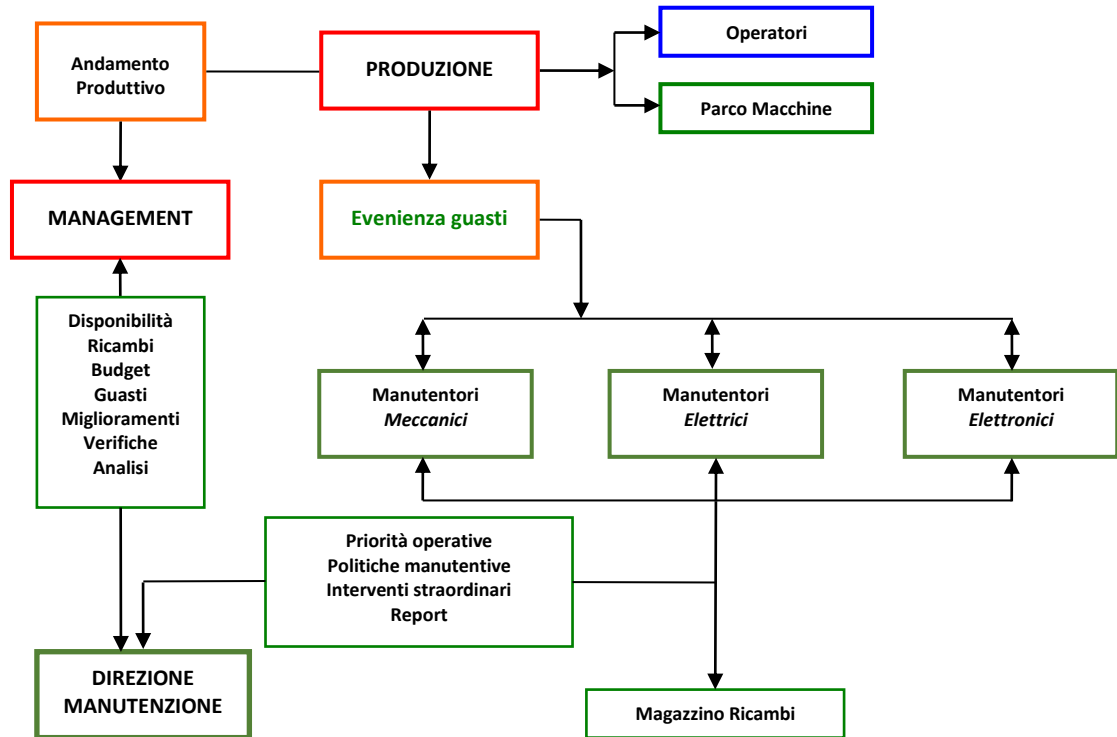 Andamento
Produttivo
PRODUZIONE
Operatori
Parco Macchine
MANAGEMENT
Evenienza guasti
Disponibilità
Ricambi
Budget
Guasti
Miglioramenti
Verifiche
Analisi
Manutentori
Meccanici
Manutentori
Elettrici
Manutentori
Elettronici
Priorità operative
Politiche manutentive
Interventi straordinari
Report
DIREZIONE
MANUTENZIONE
Magazzino Ricambi